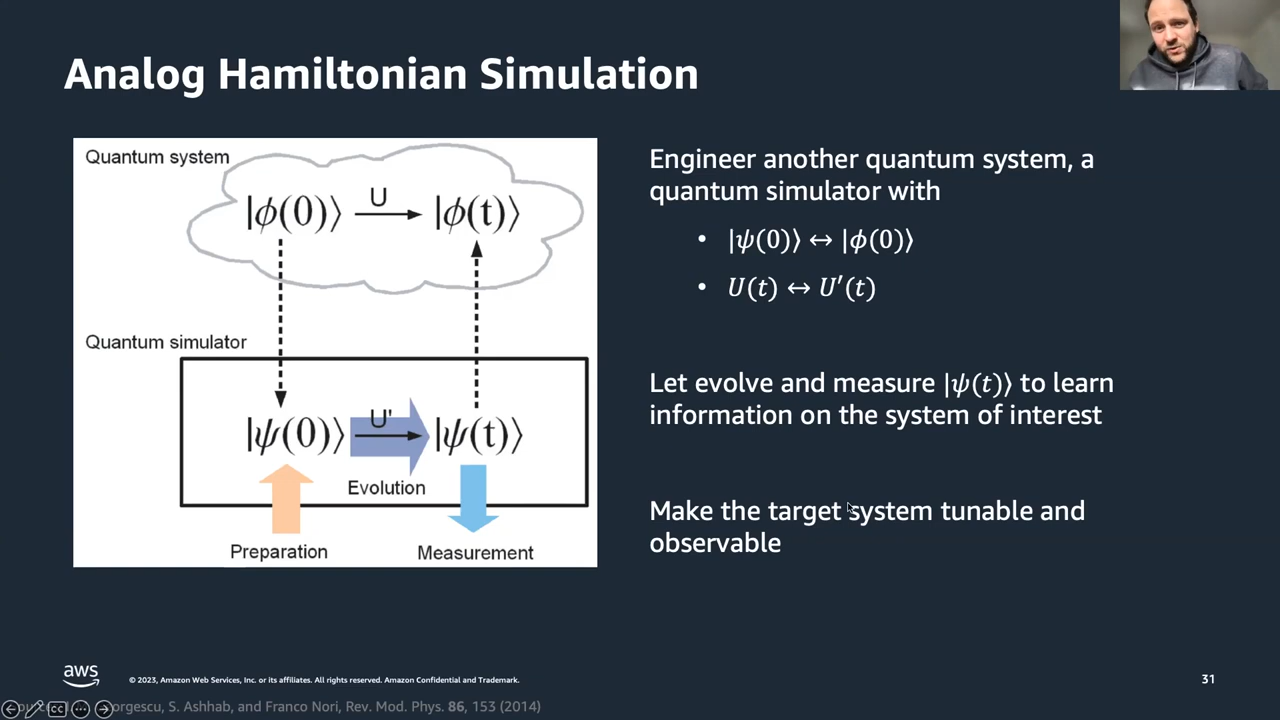 Analog Hamiltonian Simulation
Quantum system
|ϕ(0)⟩ U |ϕ(t)⟩
Quantum simulator
|ψ(0)⟩ U' |ψ(t)⟩
Evolution
Preparation Measurement
Engineer another quantum system, a
quantum simulator with
• |ψ(0)⟩ ↔ |ϕ(0)⟩
• U(t) ↔ U′(t)
Let evolve and measure |ψ(t)⟩ to learn
information on the system of interest
Make the target system tunable and
observable
aws
© 2023, Amazon Web Services, Inc. or its affiliates. All rights reserved. Amazon Confidential and Trademark.
31
CC
S. Ashhab, and Franco Nori, Rev. Mod. Phys. 86, 153 (2014)